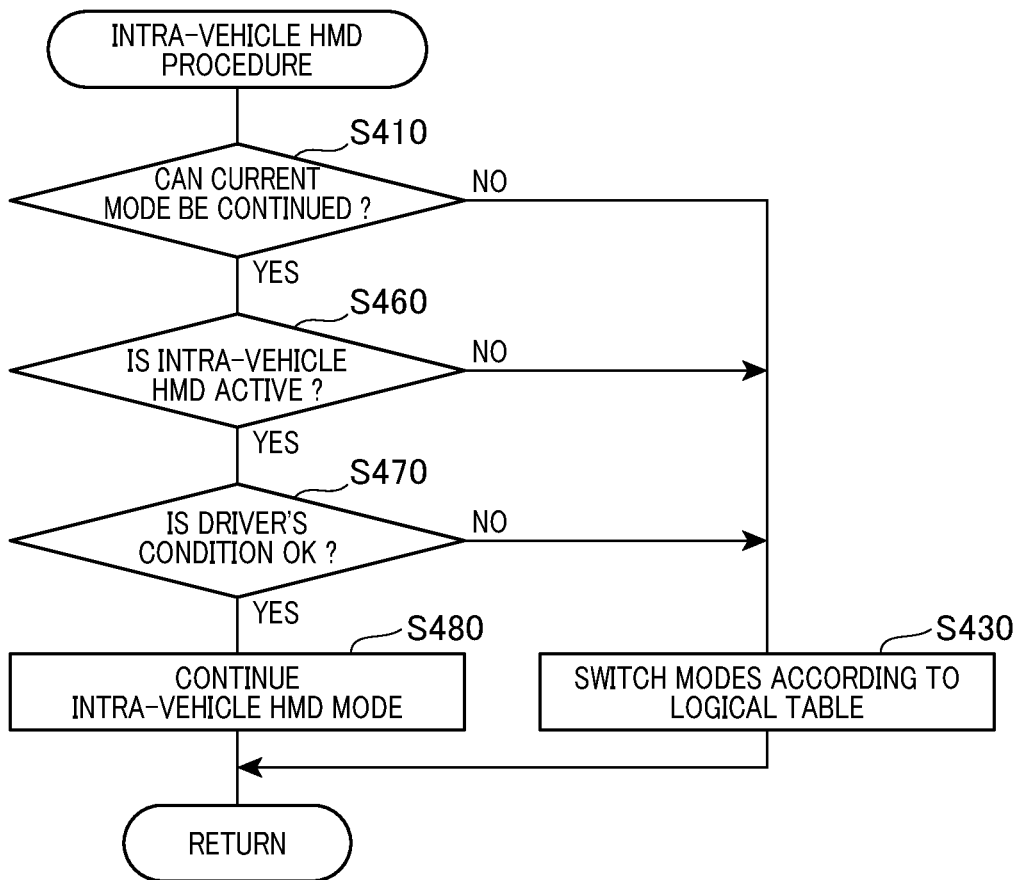 INTRA-VEHICLE HMD
PROCEDURE
S410
CAN CURRENT
MODE BE CONTINUED ?
NO
YES
S460
IS INTRA-VEHICLE
HMD ACTIVE ?
NO
YES
S470
IS DRIVER'S
CONDITION OK ?
NO
YES
S480
CONTINUE
INTRA-VEHICLE HMD MODE
S430
SWITCH MODES ACCORDING TO
LOGICAL TABLE
RETURN